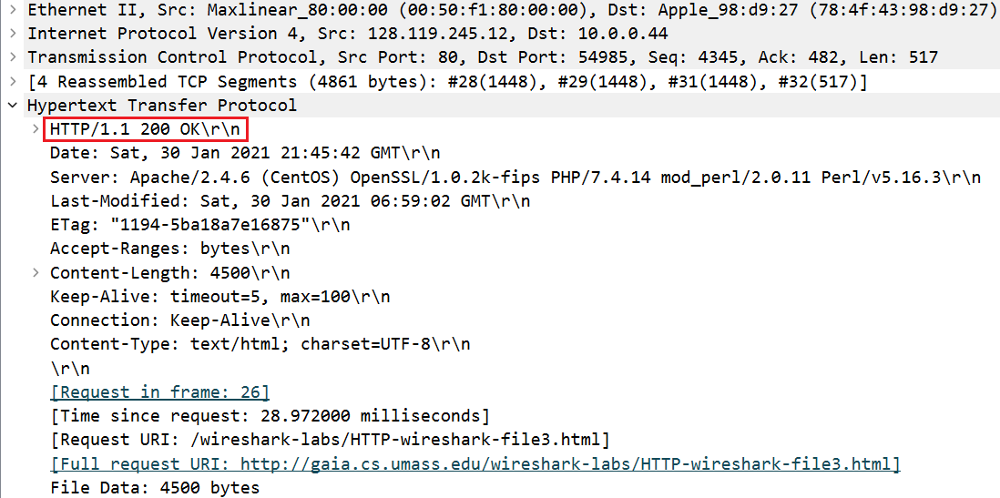 Ethernet II, Src: Maxlinear_80:00:00 (00:50:f1:80:00:00), Dst: Apple_98:d9:27 (78:4f:43:98:d9:27)
Internet Protocol Version 4, Src: 128.119.245.12, Dst: 10.0.0.44
Transmission Control Protocol, Src Port: 80, Dst Port: 54985, Seq: 4345, Ack: 482, Len: 517
[4 Reassembled TCP Segments (4861 bytes): #28(1448), #29(1448), #31(1448), #32(517)]
Hypertext Transfer Protocol
HTTP/1.1 200 OK\r\n
Date: Sat, 30 Jan 2021 21:45:42 GMT\r\n
Server: Apache/2.4.6 (CentOS) OpenSSL/1.0.2k-fips PHP/7.4.14 mod_perl/2.0.11 Perl/v5.16.3\r\n
Last-Modified: Sat, 30 Jan 2021 06:59:02 GMT\r\n
ETag: "1194-5ba18a7e16875"\r\n
Accept-Ranges: bytes\r\n
Content-Length: 4500\r\n
Keep-Alive: timeout=5, max=100\r\n
Connection: Keep-Alive\r\n
Content-Type: text/html; charset=UTF-8\r\n
\r\n
[Request in frame: 26]
[Time since request: 28.972000 milliseconds]
[Request URI: /wireshark-labs/HTTP-wireshark-file3.html]
[Full request URI: http://gaia.cs.umass.edu/wireshark-labs/HTTP-wireshark-file3.html]
File Data: 4500 bytes